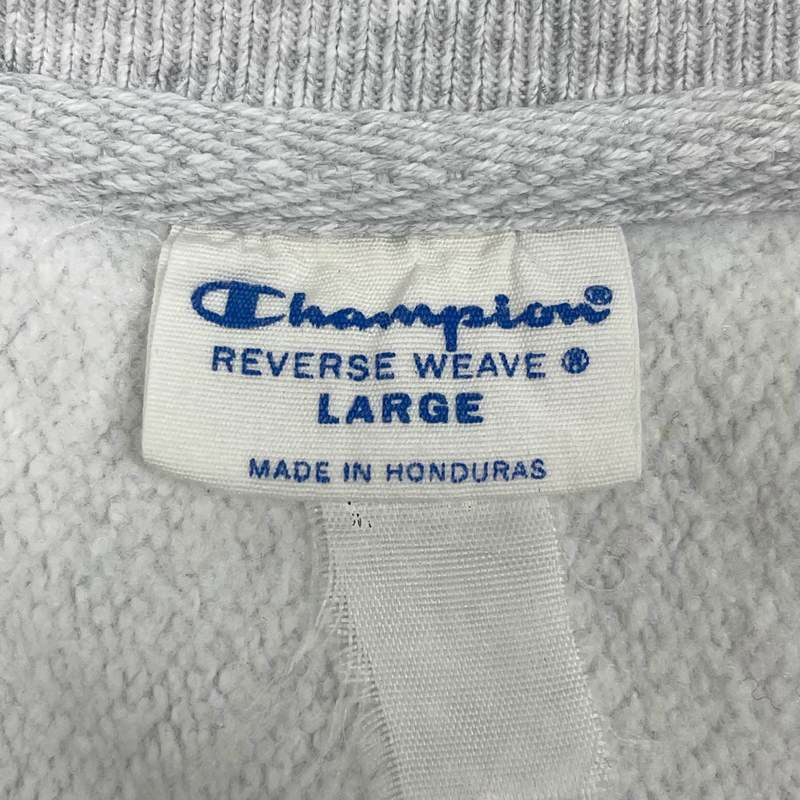 Champion®
REVERSE WEAVE ®
LARGE
MADE IN HONDURAS